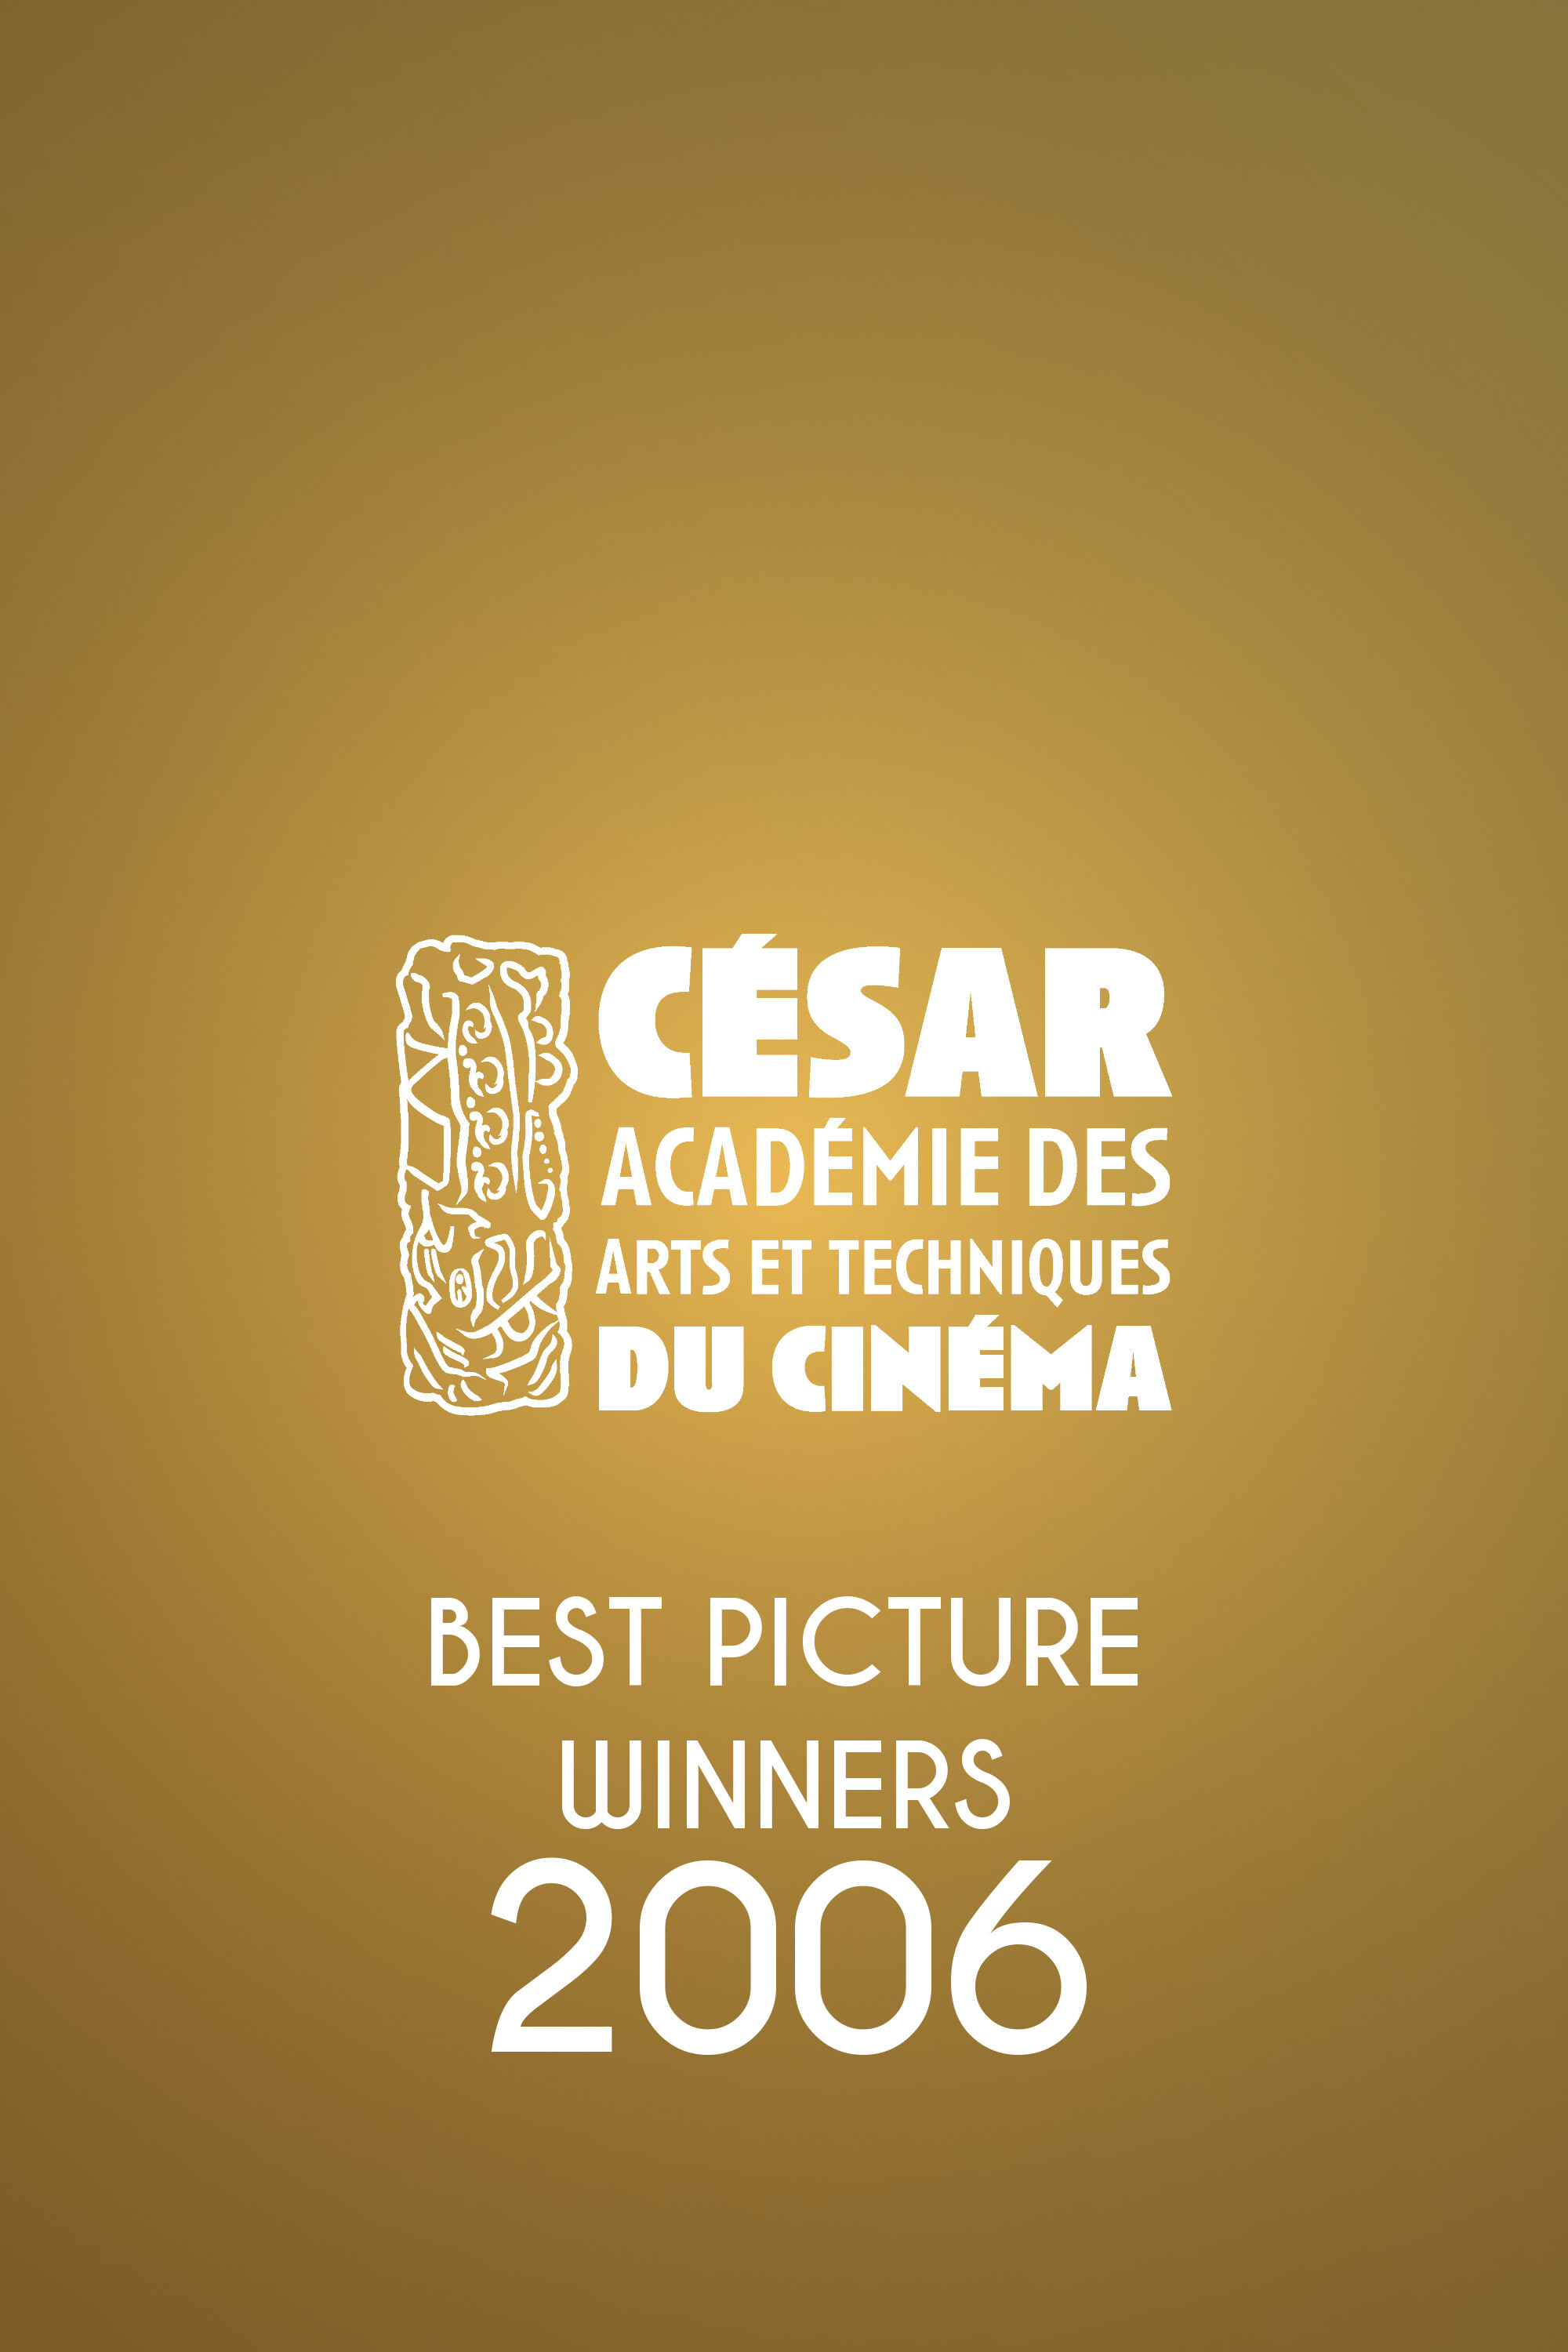 CÉSAR
ACADÉMIE DES
ARTS ET TECHNIQUES
DU CINÉMA
BEST PICTURE
WINNERS
2006